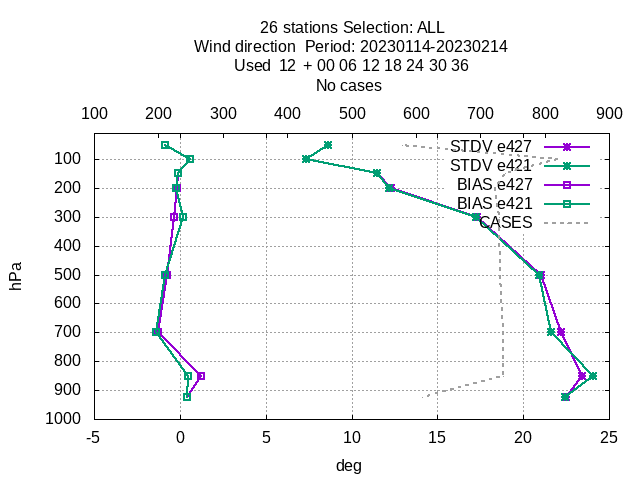 26 stations Selection: ALL
Wind direction  Period: 20230114-20230214
Used  12  + 00 06 12 18 24 30 36
No cases
100 200 300 400 500 600 700 800 900
STDV e427
STDV e421
BIAS e427
BIAS e421
CASES
hPa
100
200
300
400
500
600
700
800
900
1000
-5 0 5 10 15 20 25
deg